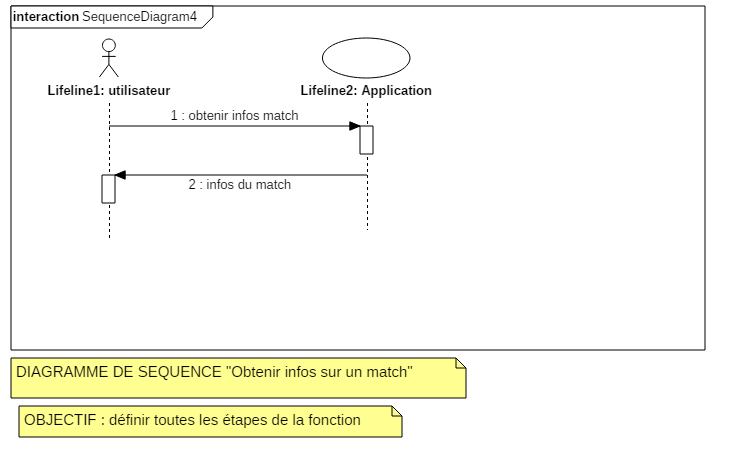 interaction SequenceDiagram4
Lifeline1: utilisateur
Lifeline2: Application
1 : obtenir infos match
2 : infos du match
DIAGRAMME DE SEQUENCE "Obtenir infos sur un match"
OBJECTIF : définir toutes les étapes de la fonction